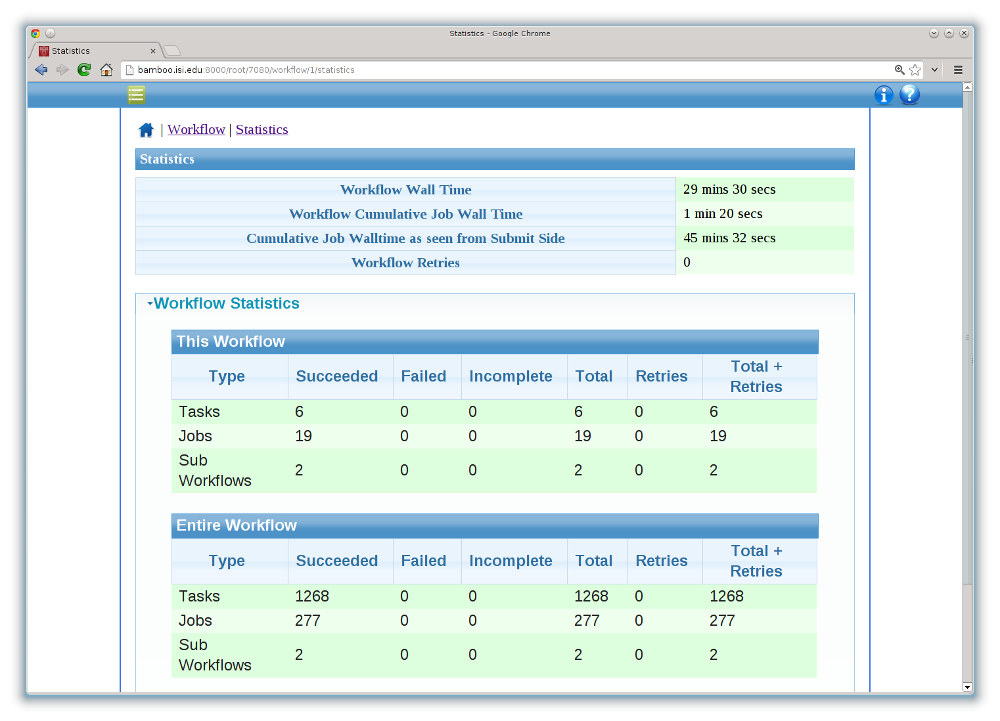 Statistics - Google Chrome
Statistics
bamboo.isi.edu:8000/root/7080/workflow/1/statistics
| Workflow | Statistics
Statistics
Workflow Wall Time 29 mins 30 secs
Workflow Cumulative Job Wall Time 1 min 20 secs
Cumulative Job Walltime as seen from Submit Side 45 mins 32 secs
Workflow Retries 0
Workflow Statistics
This Workflow
Type Succeeded Failed Incomplete Total Retries Total + Retries
Tasks 6 0 0 6 0 6
Jobs 19 0 0 19 0 19
Sub Workflows 2 0 0 2 0 2
Entire Workflow
Type Succeeded Failed Incomplete Total Retries Total + Retries
Tasks 1268 0 0 1268 0 1268
Jobs 277 0 0 277 0 277
Sub Workflows 2 0 0 2 0 2